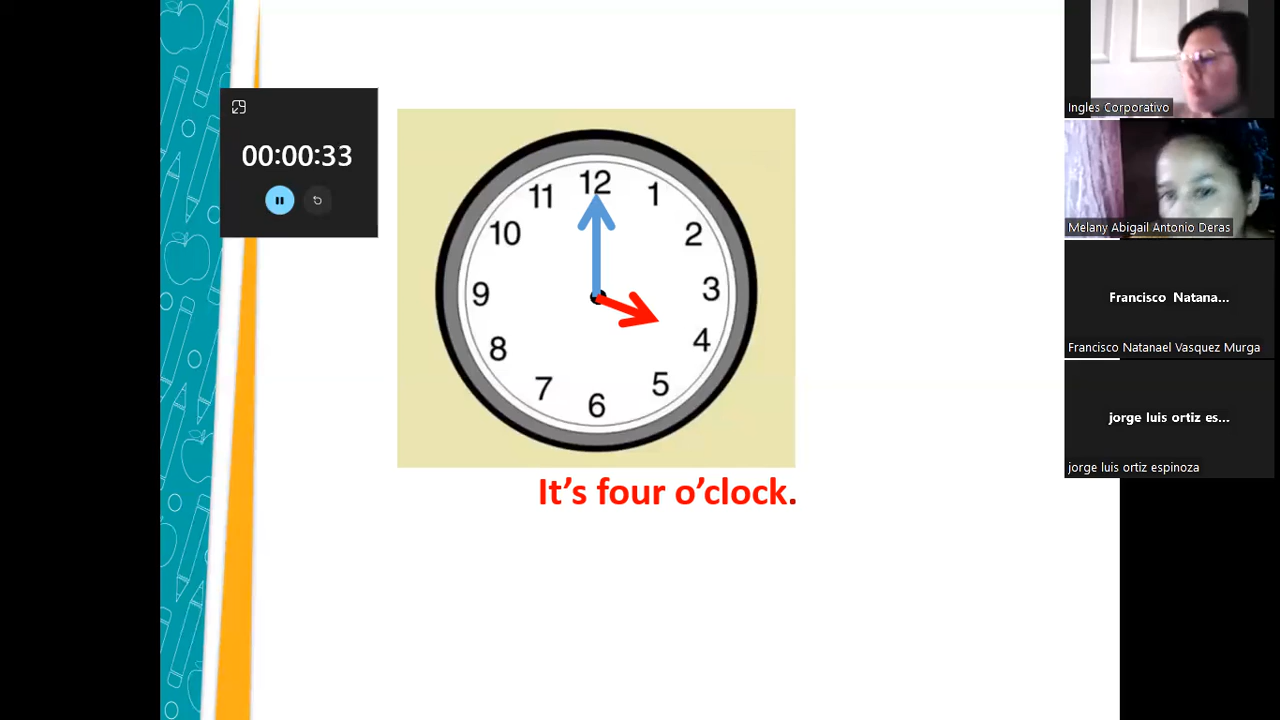 00:00:33
12
11
1
10
2
9
3
8
4
7
5
6
It’s four o’clock.
Ingles Corporativo
Melany Abigail Antonio Deras
Francisco Natana...
Francisco Natanael Vasquez Murga
jorge luis ortiz es...
jorge luis ortiz espinoza